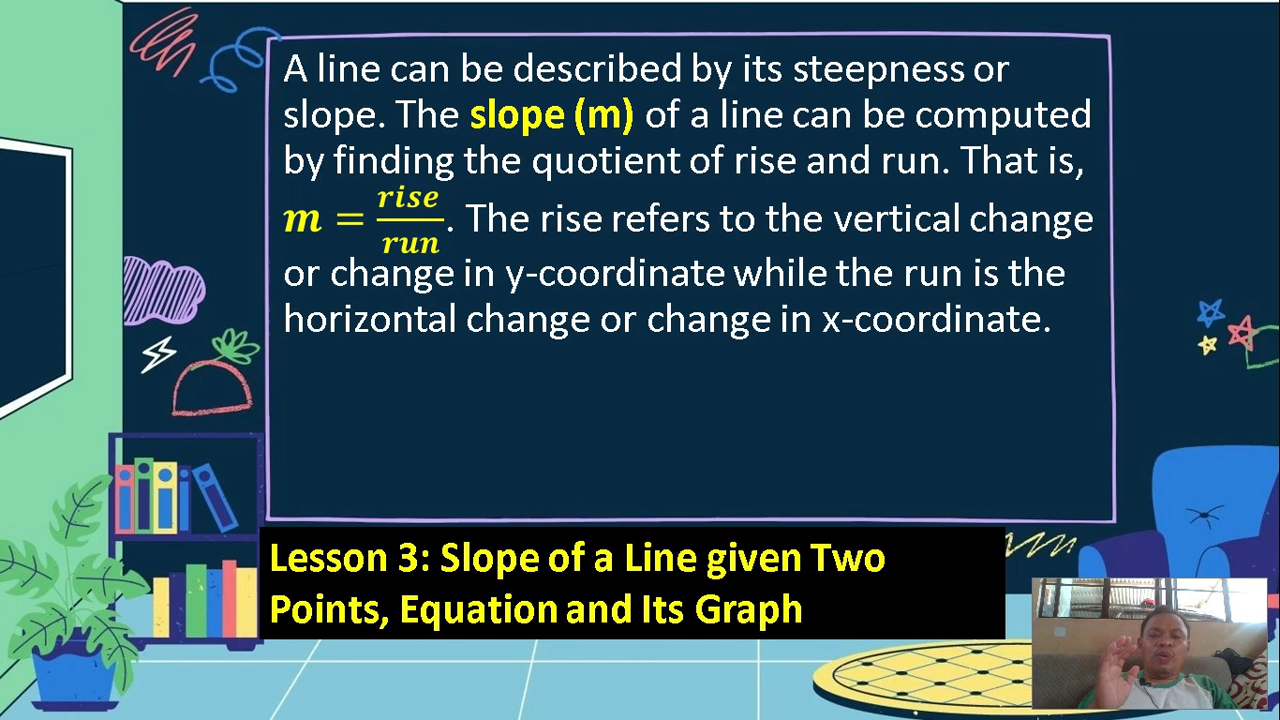 A line can be described by its steepness or
slope. The slope (m) of a line can be computed
by finding the quotient of rise and run. That is,
m = rise/run. The rise refers to the vertical change
or change in y-coordinate while the run is the
horizontal change or change in x-coordinate.
Lesson 3: Slope of a Line given Two
Points, Equation and Its Graph